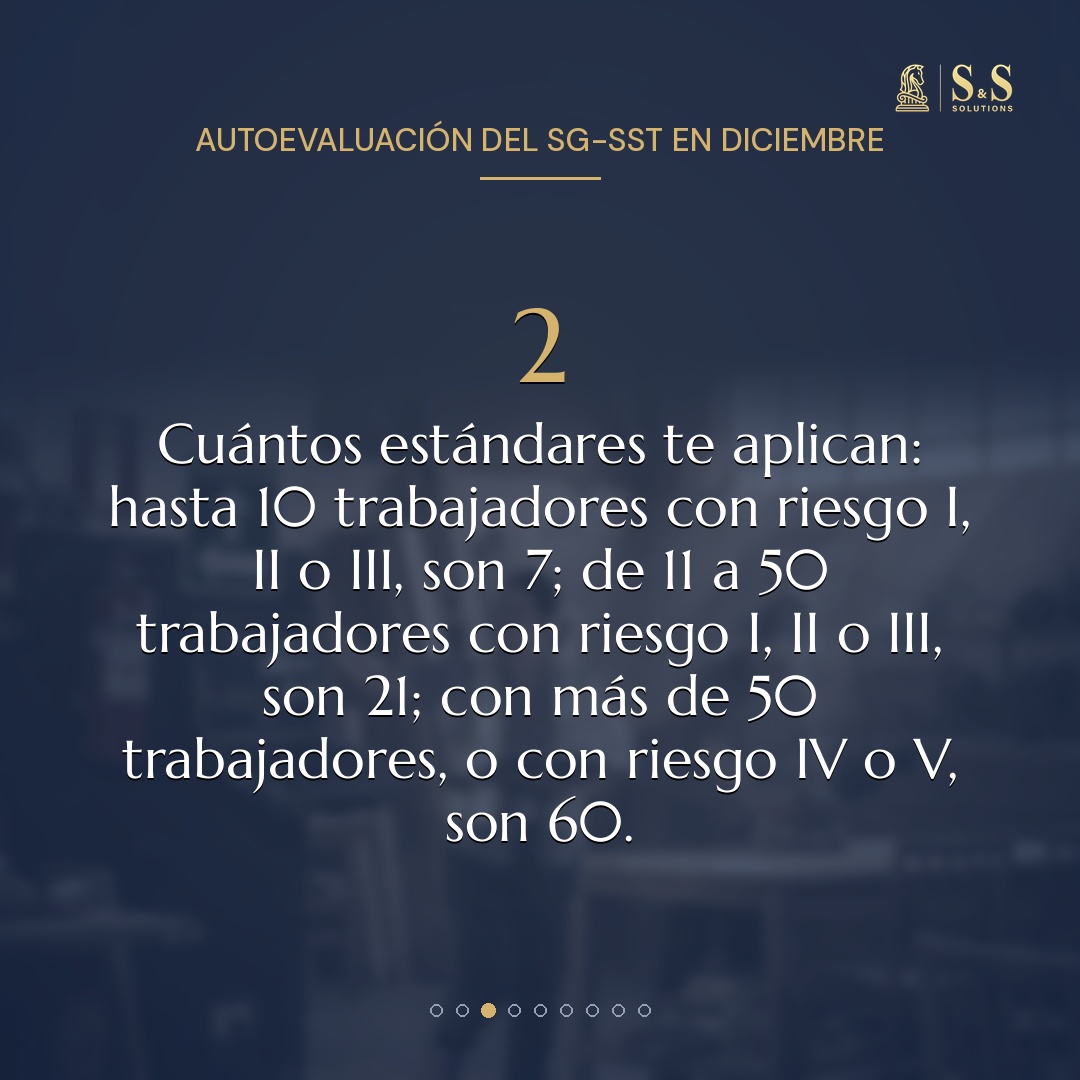 S&S
SOLUTIONS
AUTOEVALUACIÓN DEL SG-SST EN DICIEMBRE
2
Cuántos estándares te aplican:
hasta 10 trabajadores con riesgo I,
II o III, son 7; de 11 a 50
trabajadores con riesgo I, II o III,
son 21; con más de 50
trabajadores, o con riesgo IV o V,
son 60.